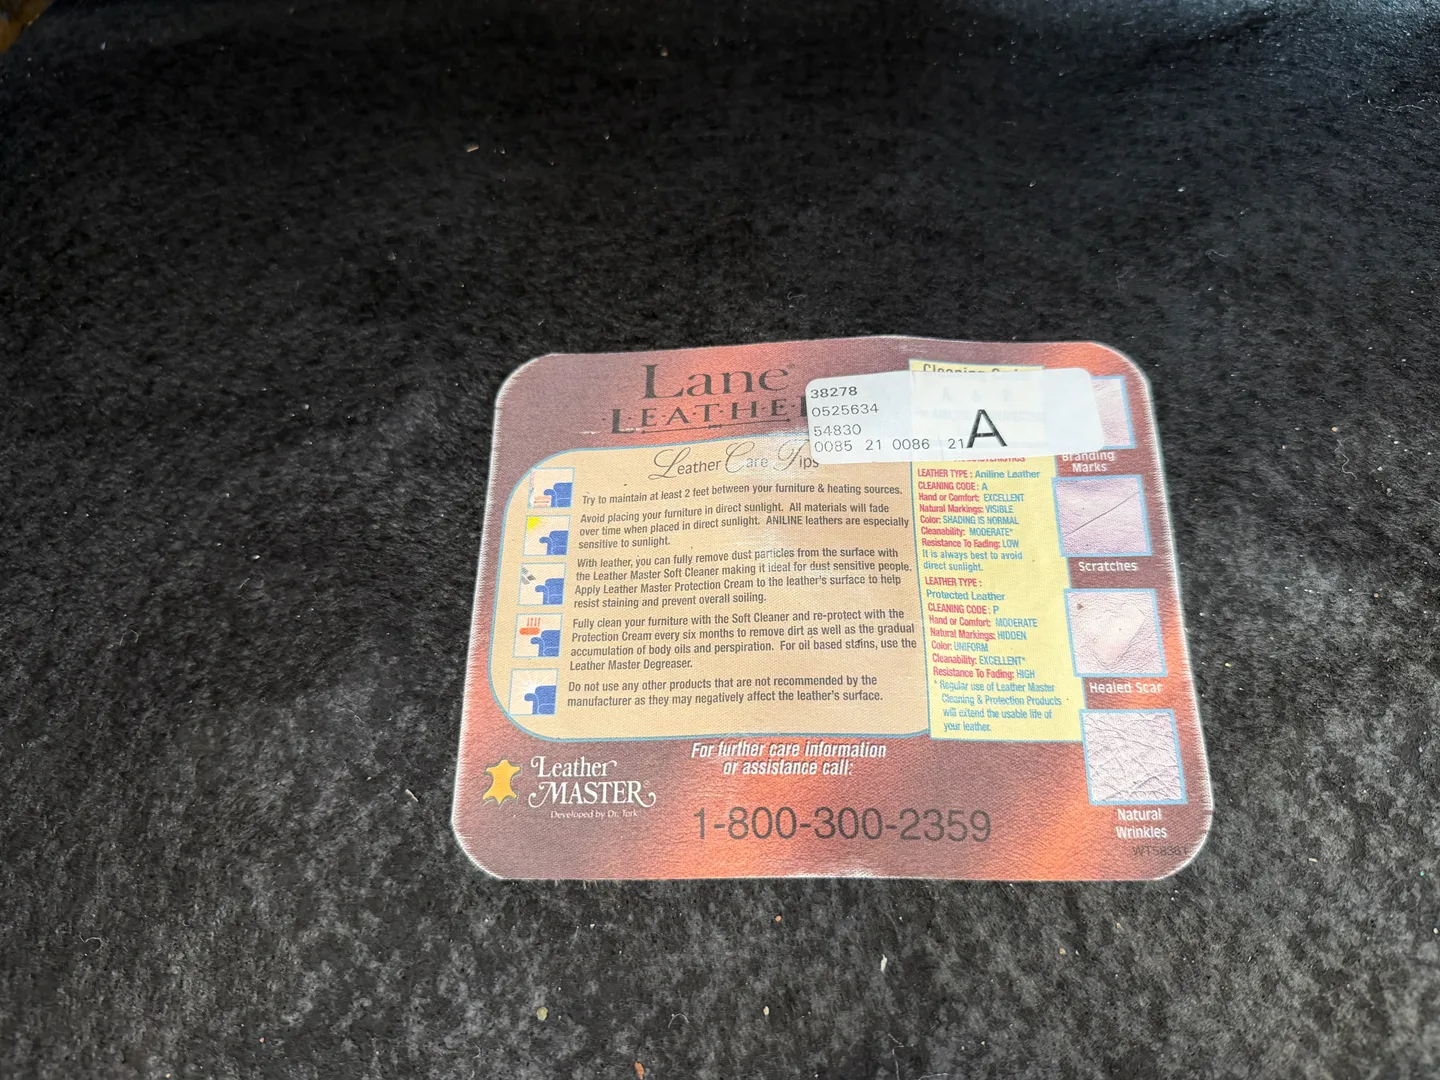 Lane®
LEATHE
38278
0525634
54830
0085 21 0086 21
A
Leather Care Tips
Try to maintain at least 2 feet between your furniture & heating sources.
Avoid placing your furniture in direct sunlight. All materials will fade
over time when placed in direct sunlight. ANILINE leathers are especially
sensitive to sunlight.
With leather, you can fully remove dust particles from the surface with
the Leather Master Soft Cleaner making it ideal for dust sensitive people.
Apply Leather Master Protection Cream to the leather's surface to help
resist staining and prevent overall soiling.
Fully clean your furniture with the Soft Cleaner and re-protect with the
Protection Cream every six months to remove dirt as well as the gradual
accumulation of body oils and perspiration. For oil based stains, use the
Leather Master Degreaser.
Do not use any other products that are not recommended by the
manufacturer as they may negatively affect the leather's surface.
LEATHER TYPE : Aniline Leather
CLEANING CODE : A
Hand or Comfort: EXCELLENT
Natural Markings: VISIBLE
Color: SHADING IS NORMAL
Cleanability: MODERATE*
Resistance To Fading: LOW
It is always best to avoid
direct sunlight.
LEATHER TYPE :
Protected Leather
CLEANING CODE : P
Hand or Comfort: MODERATE
Natural Markings: HIDDEN
Color: UNIFORM
Cleanability: EXCELLENT*
Resistance To Fading: HIGH
* Regular use of Leather Master
Cleaning & Protection Products
will extend the usable life of
your leather.
Branding
Marks
Scratches
Healed Scar
Natural
Wrinkles
For further care information
or assistance call:
Leather
MASTER®
Developed by Dr. Tork
1-800-300-2359